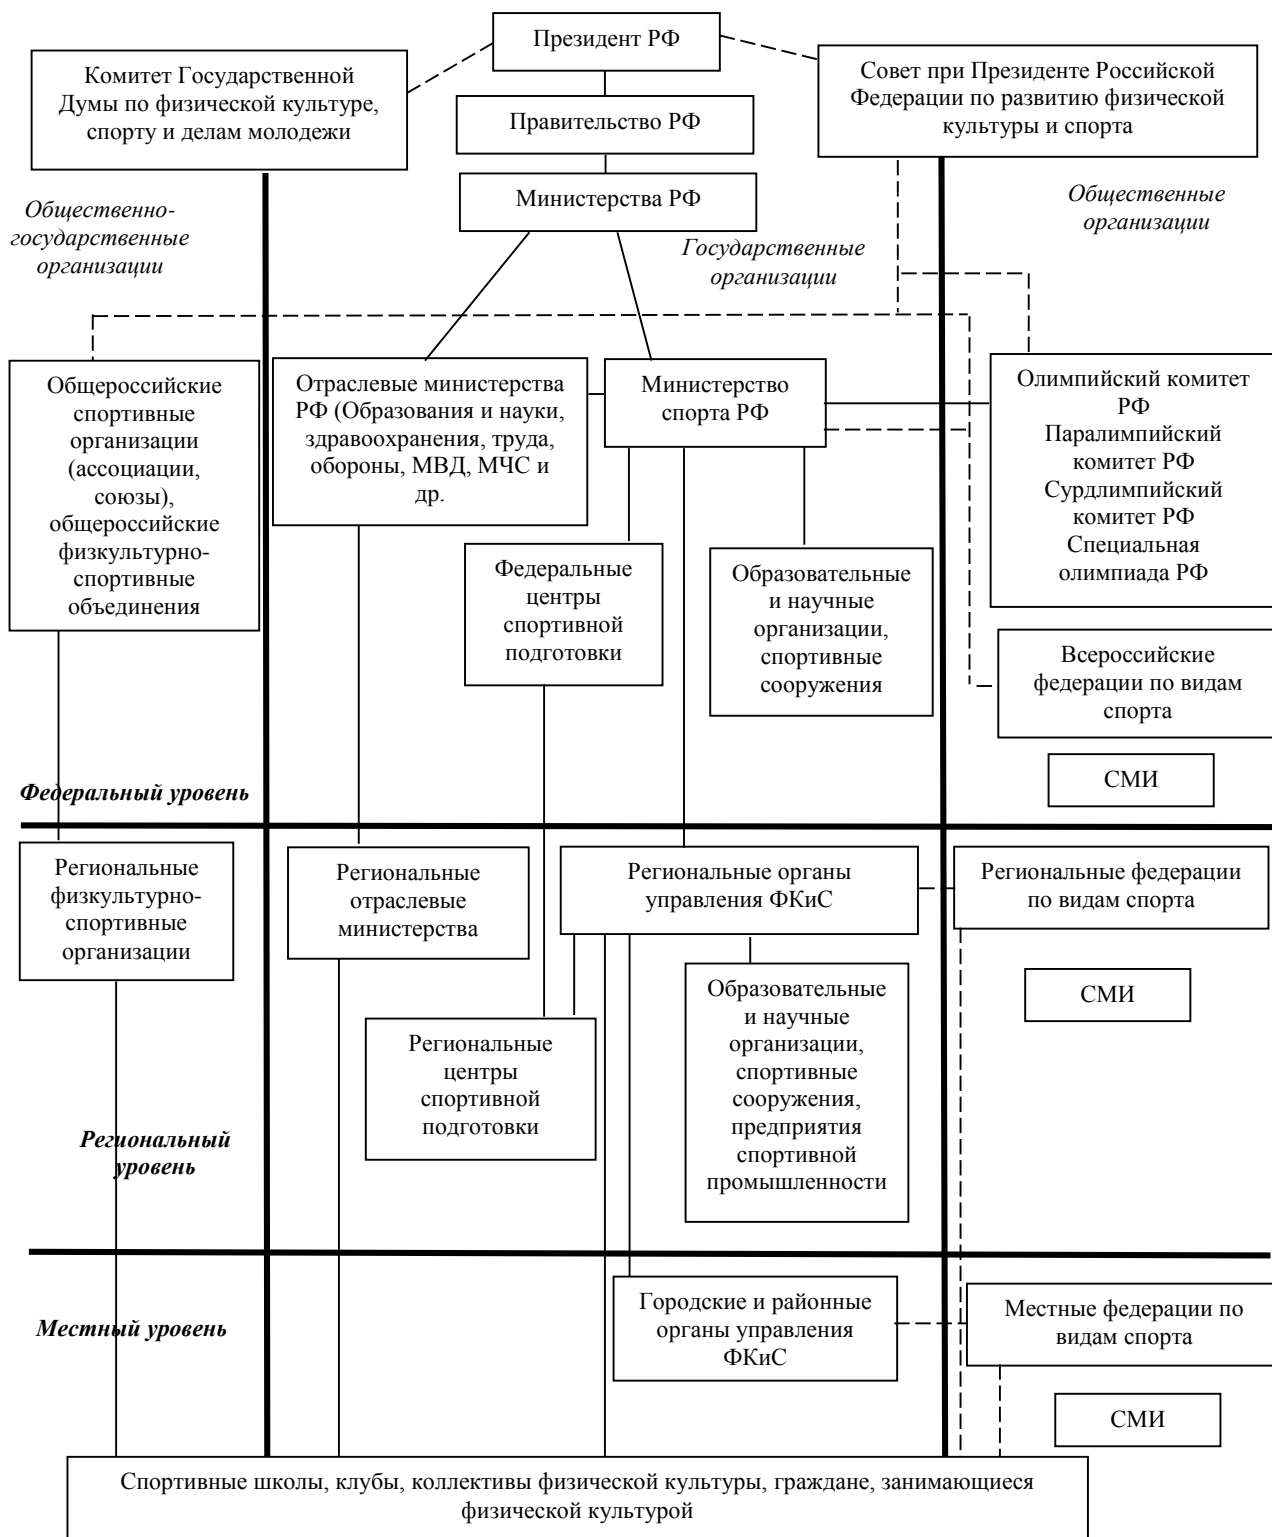 Президент РФ
Комитет Государственной
Думы по физической культуре,
спорту и делам молодежи
Совет при Президенте Российской
Федерации по развитию физической
культуры и спорта
Правительство РФ
Министерства РФ
Общественно-
государственные
организации
Государственные
организации
Общественные
организации
Общероссийские
спортивные
организации
(ассоциации,
союзы),
общероссийские
физкультурно-
спортивные
объединения
Отраслевые министерства
РФ (Образования и науки,
здравоохранения, труда,
обороны, МВД, МЧС и
др.
Министерство
спорта РФ
Олимпийский комитет
РФ
Паралимпийский
комитет РФ
Сурдлимпийский
комитет РФ
Специальная
олимпиада РФ
Федеральные
центры
спортивной
подготовки
Образовательные
и научные
организации,
спортивные
сооружения
Всероссийские
федерации по видам
спорта
СМИ
Федеральный уровень
Региональные
физкультурно-
спортивные
организации
Региональные
отраслевые
министерства
Региональные органы
управления ФКиС
Региональные федерации
по видам спорта
СМИ
Региональные
центры
спортивной
подготовки
Образовательные
и научные
организации,
спортивные
сооружения,
предприятия
спортивной
промышленности
Региональный
уровень
Местный уровень
Городские и районные
органы управления
ФКиС
Местные федерации по
видам спорта
СМИ
Спортивные школы, клубы, коллективы физической культуры, граждане, занимающиеся
физической культурой